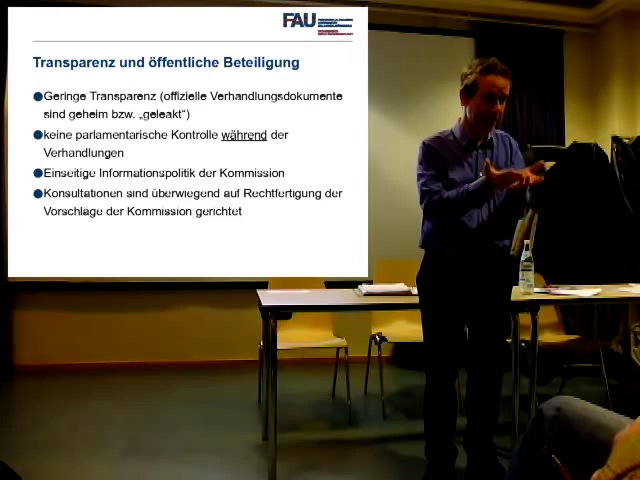 FAU
Transparenz und öffentliche Beteiligung
Geringe Transparenz (offizielle Verhandlungsdokumente
sind geheim bzw. „geleakt")
keine parlamentarische Kontrolle während der
Verhandlungen
Einseitige Informationspolitik der Kommission
Konsultationen sind überwiegend auf Rechtfertigung der
Vorschläge der Kommission gerichtet